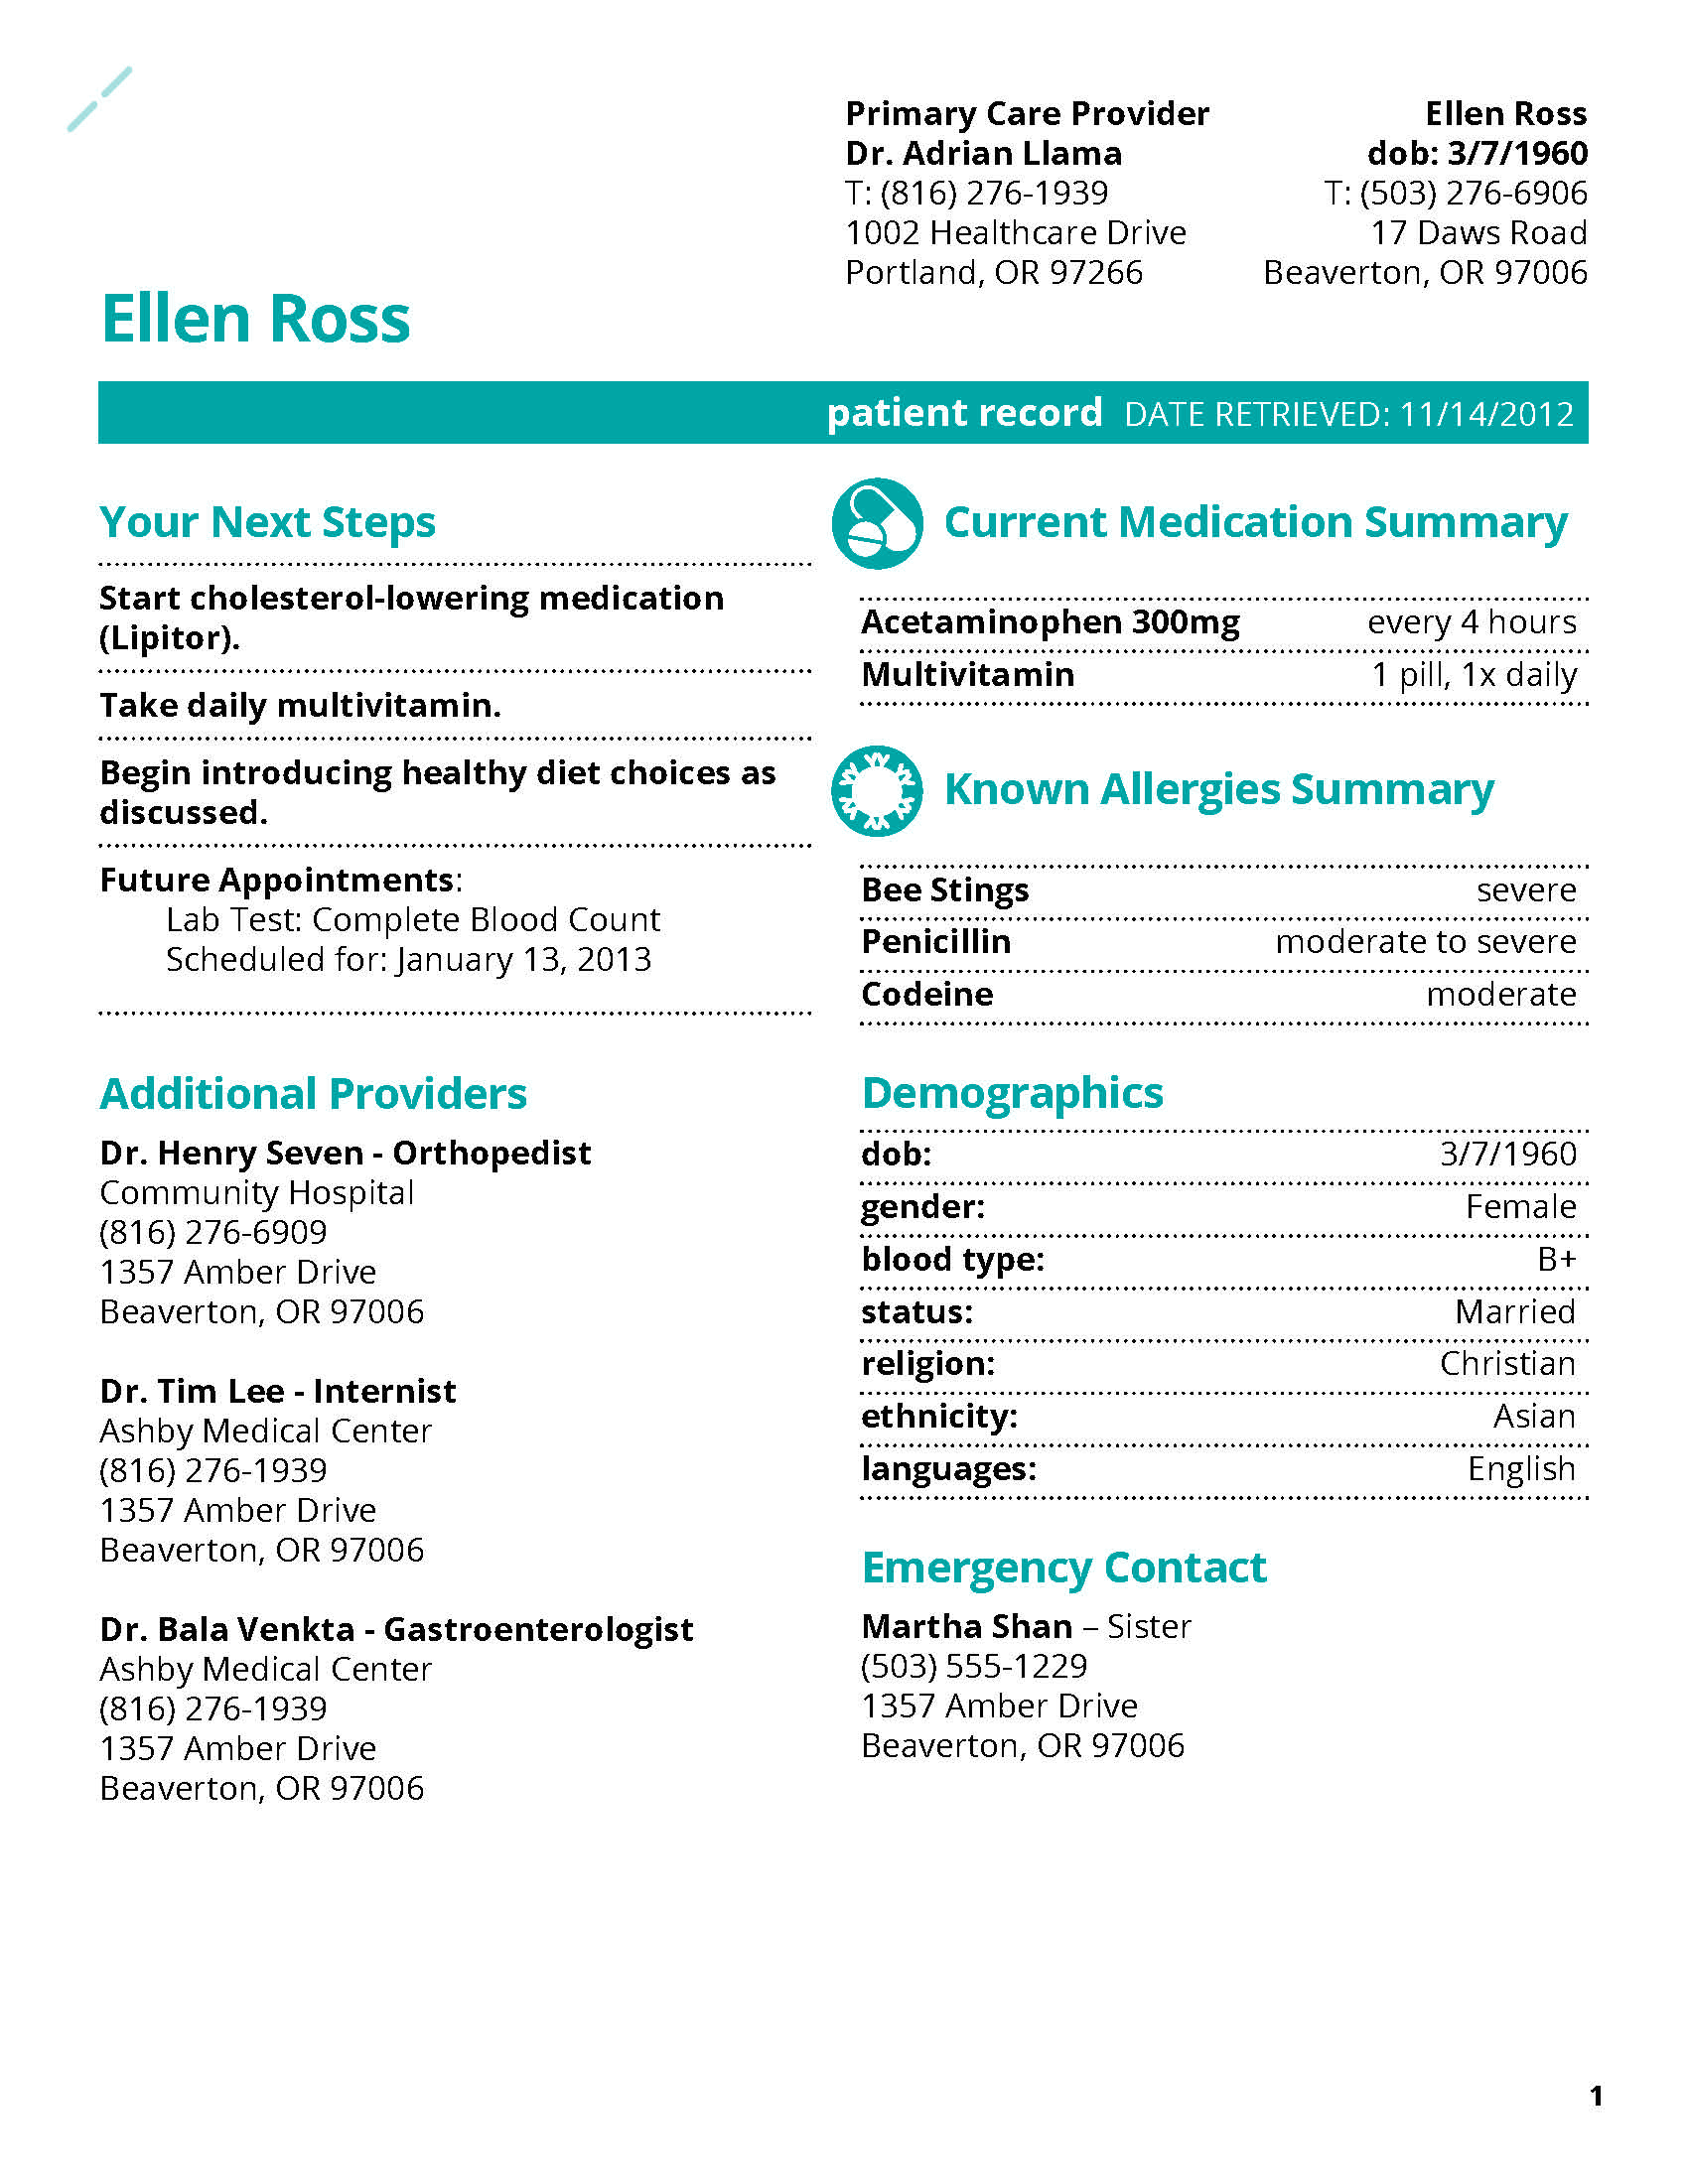 Primary Care Provider
Dr. Adrian Llama
T: (816) 276-1939
1002 Healthcare Drive
Portland, OR 97266
Ellen Ross
dob: 3/7/1960
T: (503) 276-6906
17 Daws Road
Beaverton, OR 97006
Ellen Ross
patient record DATE RETRIEVED: 11/14/2012
Your Next Steps
Start cholesterol-lowering medication
(Lipitor).
Take daily multivitamin.
Begin introducing healthy diet choices as
discussed.
Future Appointments:
Lab Test: Complete Blood Count
Scheduled for: January 13, 2013
Additional Providers
Dr. Henry Seven - Orthopedist
Community Hospital
(816) 276-6909
1357 Amber Drive
Beaverton, OR 97006
Dr. Tim Lee - Internist
Ashby Medical Center
(816) 276-1939
1357 Amber Drive
Beaverton, OR 97006
Dr. Bala Venkta - Gastroenterologist
Ashby Medical Center
(816) 276-1939
1357 Amber Drive
Beaverton, OR 97006
Current Medication Summary
Acetaminophen 300mg every 4 hours
Multivitamin 1 pill, 1x daily
Known Allergies Summary
Bee Stings severe
Penicillin moderate to severe
Codeine moderate
Demographics
dob: 3/7/1960
gender: Female
blood type: B+
status: Married
religion: Christian
ethnicity: Asian
languages: English
Emergency Contact
Martha Shan – Sister
(503) 555-1229
1357 Amber Drive
Beaverton, OR 97006
1